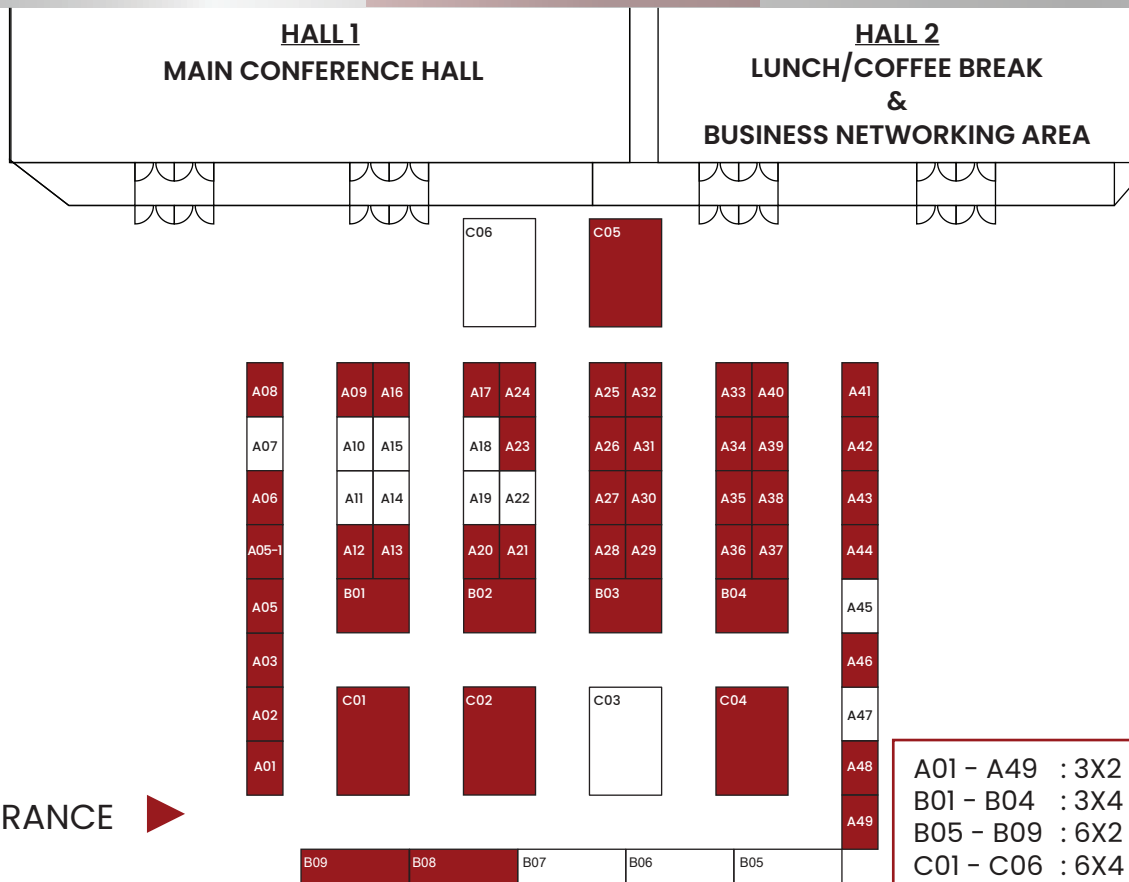 HALL 1
MAIN CONFERENCE HALL
HALL 2
LUNCH/COFFEE BREAK
&
BUSINESS NETWORKING AREA
C06
C05
A08
A09 A16
A17 A24
A25 A32
A33 A40
A41
A07
A10 A15
A18 A23
A26 A31
A34 A39
A42
A06
A11 A14
A19 A22
A27 A30
A35 A38
A43
A05-1
A12 A13
A20 A21
A28 A29
A36 A37
A44
A05
B01
B02
B03
B04
A45
A03
A46
A02
C01
C02
C03
C04
A47
A01
A48
A49
RANCE
A01 - A49 : 3X2
B01 - B04 : 3X4
B05 - B09 : 6X2
C01 - C06 : 6X4
B09
B08
B07
B06
B05